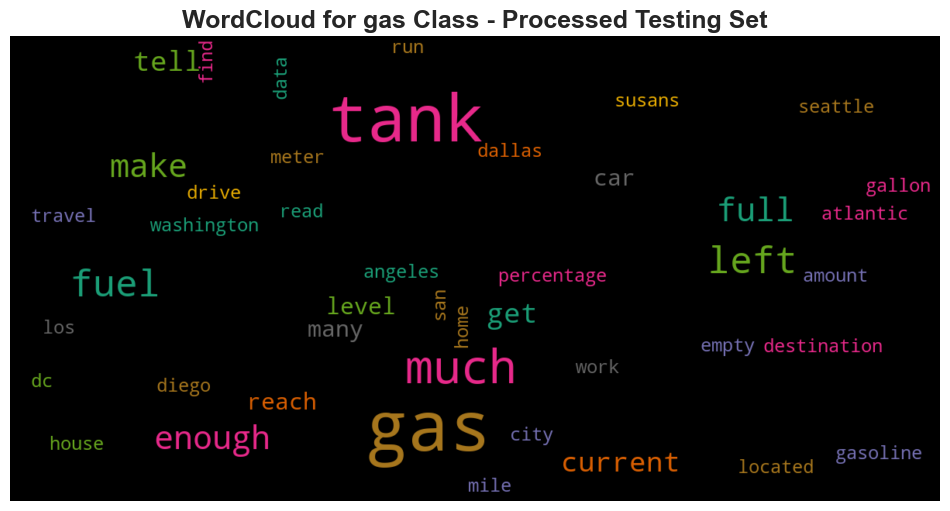 WordCloud for gas Class - Processed Testing Set
run
tell
find
data
susans
seattle
tank
dallas
meter
make
car
gallon
drive
read
full
atlantic
travel
washington
left
angeles
percentage
amount
fuel
level
san
home
get
los
many
empty
destination
much
work
dc
diego
reach
gas
city
enough
house
gasoline
current
located
mile